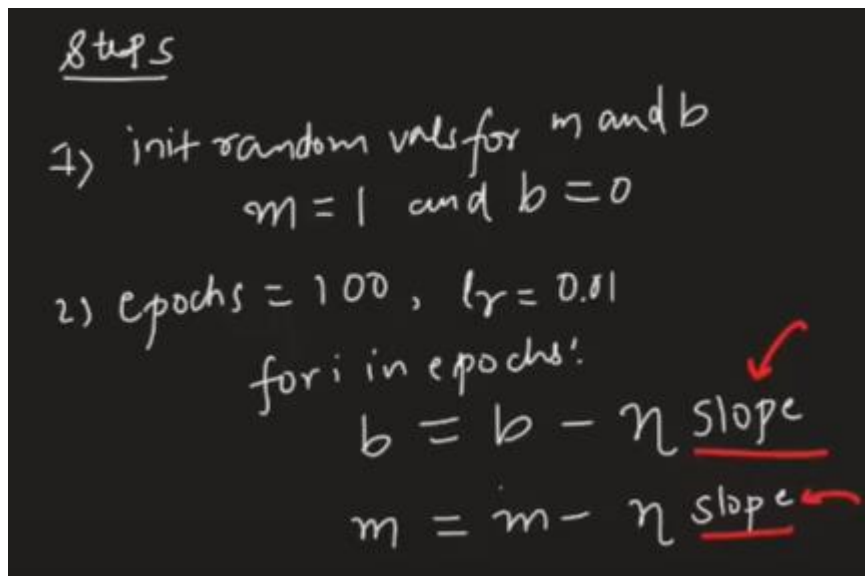 Steps
1) init random vals for m and b
m = 1 and b = 0
2) epochs = 100, lr = 0.01
for i in epochs:
b = b - η slope
m = m - η slope